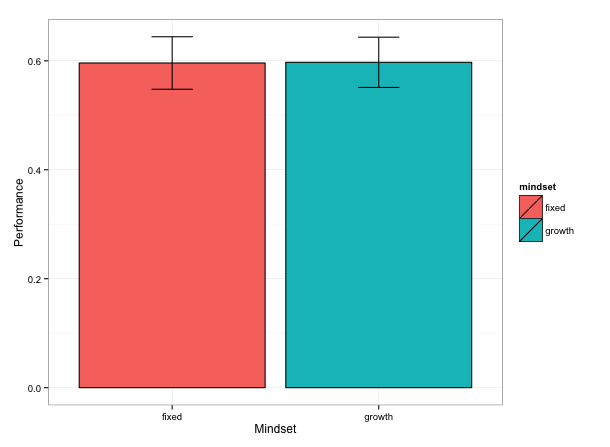 0.6
0.4
0.2
0.0
Performance
fixed
growth
Mindset
mindset
fixed
growth